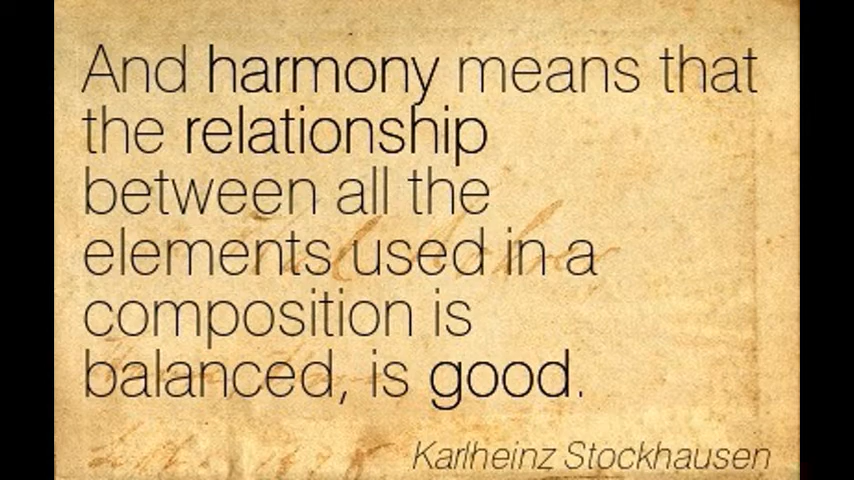 And harmony means that
the relationship
between all the
elements used in a
composition is
balanced, is good.
Karlheinz Stockhausen